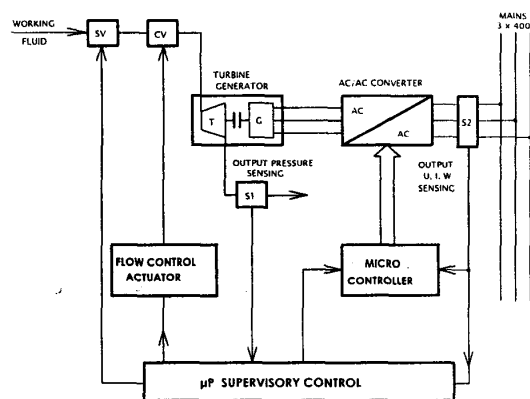 WORKING
FLUID
SV
CV
MAINS
3 x 400
TURBINE
GENERATOR
AC/AC CONVERTER
T
G
AC
AC
S2
OUTPUT PRESSURE
SENSING
S1
OUTPUT
U, I, W
SENSING
FLOW CONTROL
ACTUATOR
MICRO
CONTROLLER
µP SUPERVISORY CONTROL